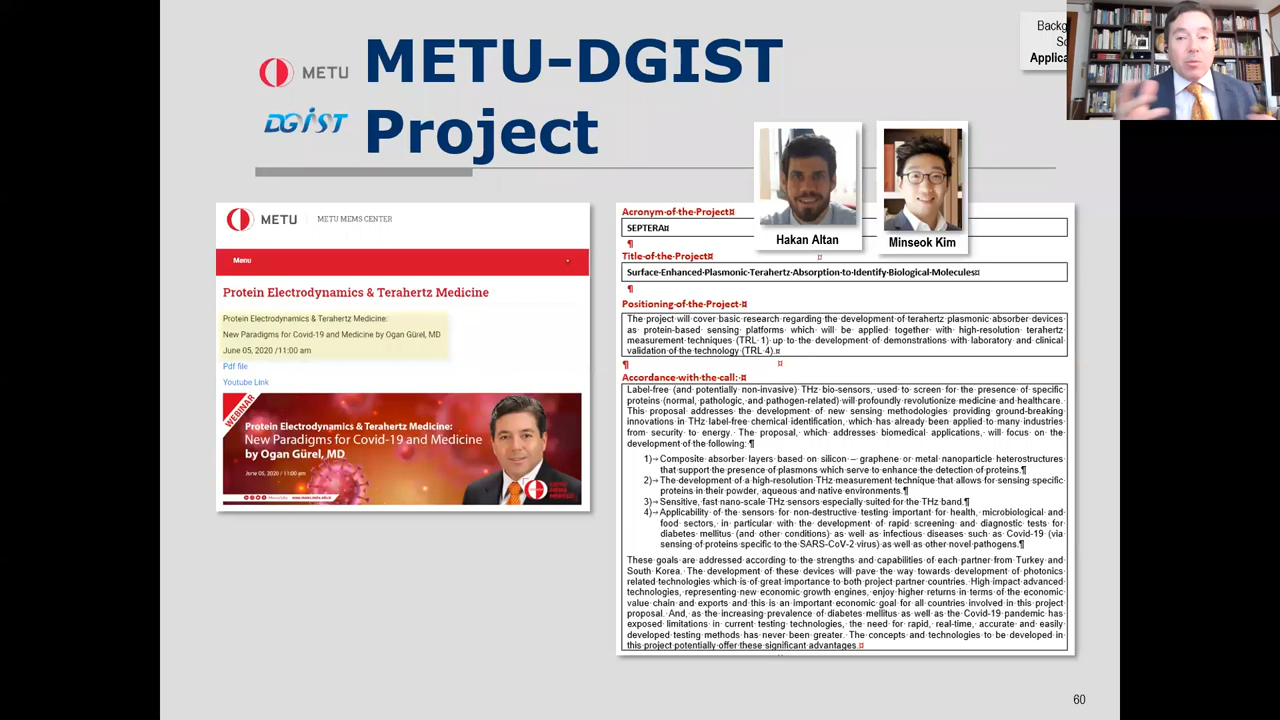 METU
METU-DGIST
DGIST
Project
Applica
METU
METU MEMS CENTER
Menu
Protein Electrodynamics & Terahertz Medicine
Protein Electrodynamics & Terahertz Medicine:
New Paradigms for Covid-19 and Medicine by Ogan Gürel, MD
June 05, 2020 /11:00 am
Pdf file
Youtube Link
WEBINAR
Protein Electrodynamics & Terahertz Medicine:
New Paradigms for Covid-19 and Medicine
by Ogan Gürel, MD
June 05, 2020 / 11:00 am
Hakan Altan
Minseok Kim
Acronym·of·the·Project¤
SEPTERA¤
¶
Title·of·the·Project¤
¤
Surface-Enhanced·Plasmonic·Terahertz·Absorption·to·Identify·Biological·Molecules¤
¶
Positioning·of·the·Project·¤
The project will cover basic research regarding the development of terahertz plasmonic absorber devices
as protein-based sensing platforms which will be applied together with high-resolution terahertz
measurement techniques (TRL 1) up to the development of demonstrations with laboratory and clinical
validation of the technology (TRL 4).¤
¶
¤
Accordance·with·the·call:·¤
Label-free (and potentially non-invasive) THz bio-sensors, used to screen for the presence of specific
proteins (normal, pathologic, and pathogen-related) will profoundly revolutionize medicine and healthcare.
This proposal addresses the development of new sensing methodologies providing ground-breaking
innovations in THz label-free chemical identification, which has already been applied to many industries
from security to energy. The proposal, which addresses biomedical applications, will focus on the
development of the following: ¶
1)→Composite absorber layers based on silicon – graphene or metal nanoparticle heterostructures
that support the presence of plasmons which serve to enhance the detection of proteins.¶
2)→The development of a high-resolution THz measurement technique that allows for sensing specific
proteins in their powder, aqueous and native environments.¶
3)→Sensitive, fast nano-scale THz sensors especially suited for the THz band.¶
4)→Applicability of the sensors for non-destructive testing important for health, microbiological and
food sectors, in particular with the development of rapid screening and diagnostic tests for
diabetes mellitus (and other conditions) as well as infectious diseases such as Covid-19 (via
sensing of proteins specific to the SARS-CoV-2 virus) as well as other novel pathogens.¶
These goals are addressed according to the strengths and capabilities of each partner from Turkey and
South Korea. The development of these devices will pave the way towards development of photonics
related technologies which is of great importance to both project partner countries. High impact advanced
technologies, representing new economic growth engines, enjoy higher returns in terms of the economic
value chain and exports and this is an important economic goal for all countries involved in this project
proposal. And, as the increasing prevalence of diabetes mellitus as well as the Covid-19 pandemic has
exposed limitations in current testing technologies, the need for rapid, real-time, accurate and easily
developed testing methods has never been greater. The concepts and technologies to be developed in
this project potentially offer these significant advantages.¤
60